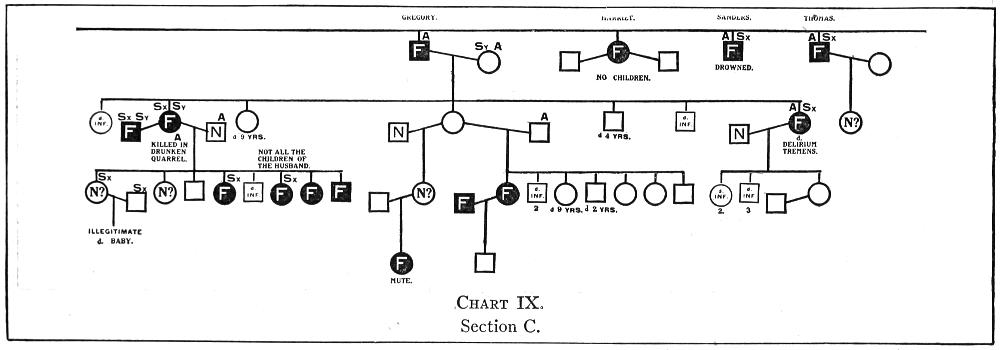 GREGORY. HARRIET. SANDERS. THOMAS.
A Sy A A Sx A Sx
F F F F
NO CHILDREN. DROWNED.
Sx Sy A Sx
d. INF. Sx Sy F F A N A d 9 YRS. N A d 4 YRS. d. INF. N F N?
KILLED IN
DRUNKEN
QUARREL.
d.
DELIRIUM
TREMENS.
NOT ALL THE
CHILDREN OF
THE HUSBAND.
Sx Sx Sx Sx
N? N? F d. INF. F F F N? F F d. INF. d. INF. d. INF.
2 d 9 YRS. d 2 YRS. 2. 3
ILLEGITIMATE
d. BABY.
F
MUTE.
CHART IX.
Section C.